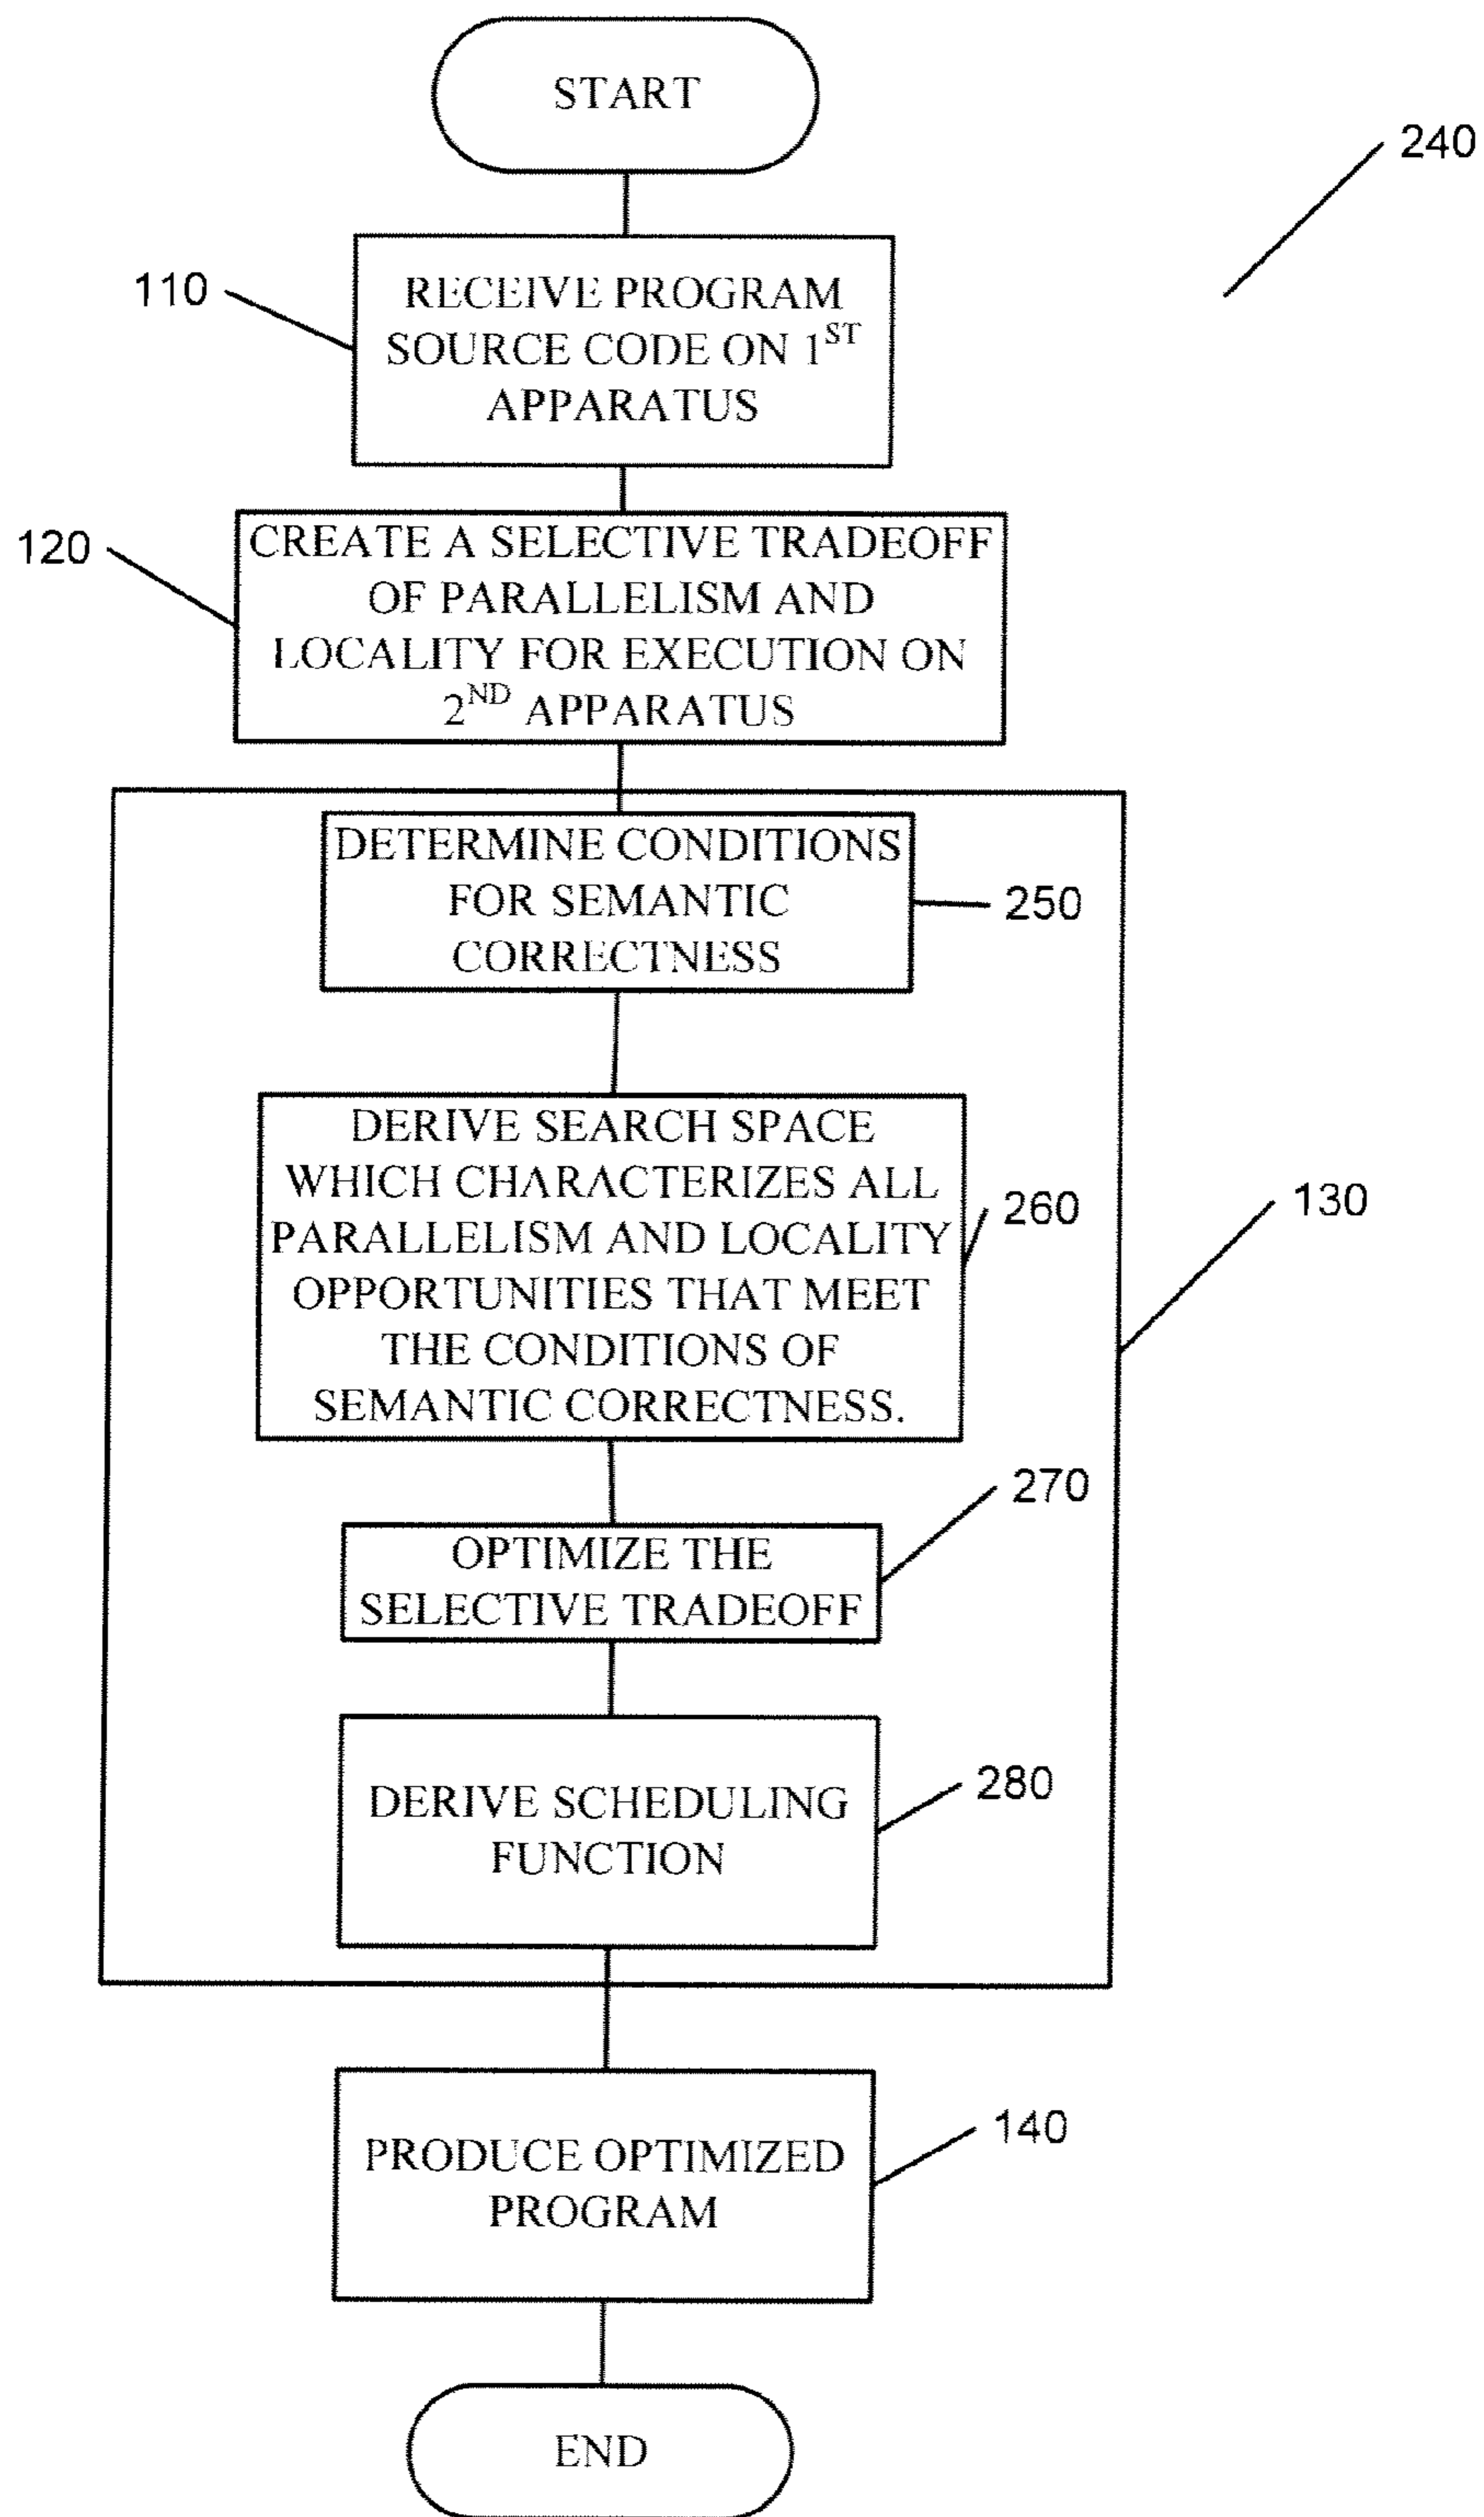 START
240
110
RECEIVE PROGRAM
SOURCE CODE ON 1ST
APPARATUS
120
CREATE A SELECTIVE TRADEOFF
OF PARALLELISM AND
LOCALITY FOR EXECUTION ON
2ND APPARATUS
DETERMINE CONDITIONS
FOR SEMANTIC
CORRECTNESS
250
DERIVE SEARCH SPACE
WHICH CHARACTERIZES ALL
PARALLELISM AND LOCALITY
OPPORTUNITIES THAT MEET
THE CONDITIONS OF
SEMANTIC CORRECTNESS.
260
130
270
OPTIMIZE THE
SELECTIVE TRADEOFF
DERIVE SCHEDULING
FUNCTION
280
PRODUCE OPTIMIZED
PROGRAM
140
END